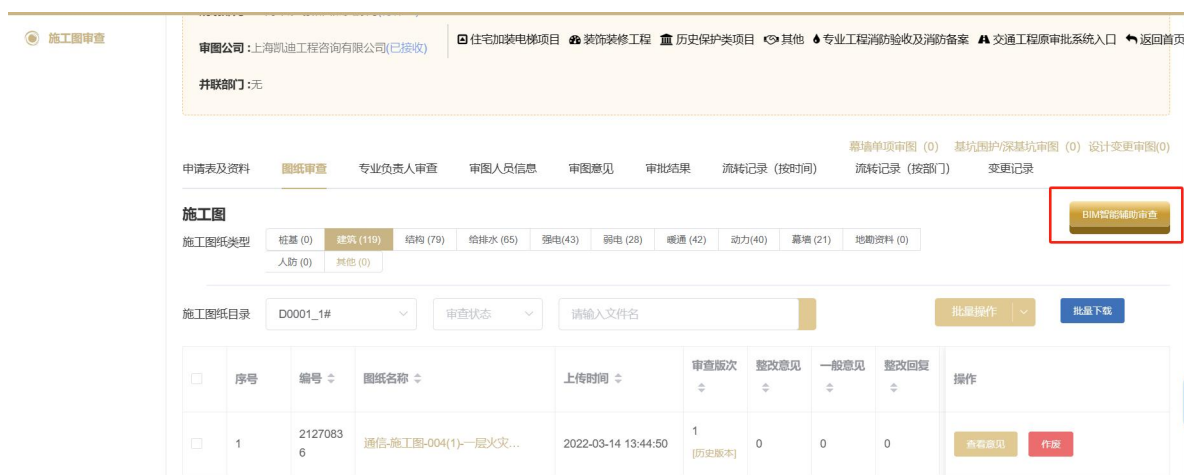 施工图审查
审图公司 :上海凯迪工程咨询有限公司(已接收)
住宅加装电梯项目 装饰装修工程 历史保护类项目 其他 专业工程消防验收及消防备案 交通工程原审批系统入口 返回首页
并联部门 :无
幕墙单项审图 (0) 基坑围护/深基坑审图 (0) 设计变更审图(0)
申请表及资料 图纸审查 专业负责人审查 审图人员信息 审图意见 审批结果 流转记录 (按时间) 流转记录 (按部门) 变更记录
施工图
BIM智能辅助审查
施工图纸类型 桩基 (0) 建筑 (119) 结构 (79) 给排水 (65) 强电(43) 弱电 (28) 暖通 (42) 动力(40) 幕墙 (21) 地勘资料 (0)
人防 (0) 其他 (0)
施工图纸目录 D0001_1# 审查状态 请输入文件名 批量操作 批量下载
序号 编号 图纸名称 上传时间 审查版次 整改意见 一般意见 整改回复 操作
1 21270836 通信-施工图-004(1)-一层火灾... 2022-03-14 13:44:50 1 [历史版本] 0 0 0 查看意见 作废